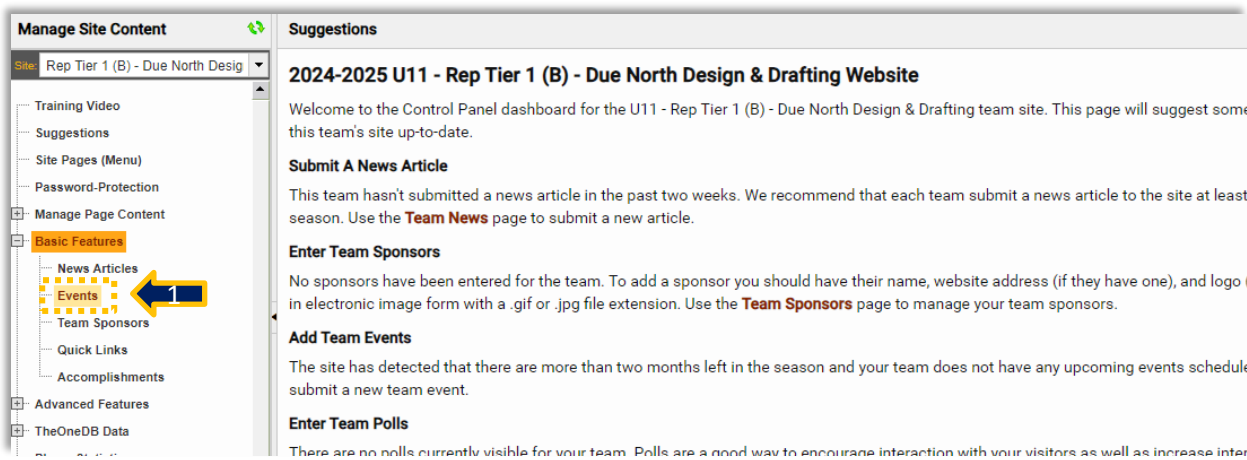 Manage Site Content
Site: Rep Tier 1 (B) - Due North Desig
Training Video
Suggestions
Site Pages (Menu)
Password-Protection
Manage Page Content
Basic Features
News Articles
Events
1
Team Sponsors
Quick Links
Accomplishments
Advanced Features
TheOneDB Data
Suggestions
2024-2025 U11 - Rep Tier 1 (B) - Due North Design & Drafting Website
Welcome to the Control Panel dashboard for the U11 - Rep Tier 1 (B) - Due North Design & Drafting team site. This page will suggest some
this team's site up-to-date.
Submit A News Article
This team hasn't submitted a news article in the past two weeks. We recommend that each team submit a news article to the site at least
season. Use the Team News page to submit a new article.
Enter Team Sponsors
No sponsors have been entered for the team. To add a sponsor you should have their name, website address (if they have one), and logo (
in electronic image form with a .gif or .jpg file extension. Use the Team Sponsors page to manage your team sponsors.
Add Team Events
The site has detected that there are more than two months left in the season and your team does not have any upcoming events schedule
submit a new team event.
Enter Team Polls
There are no polls currently visible for your team. Polls are a good way to encourage interaction with your visitors as well as increase inter